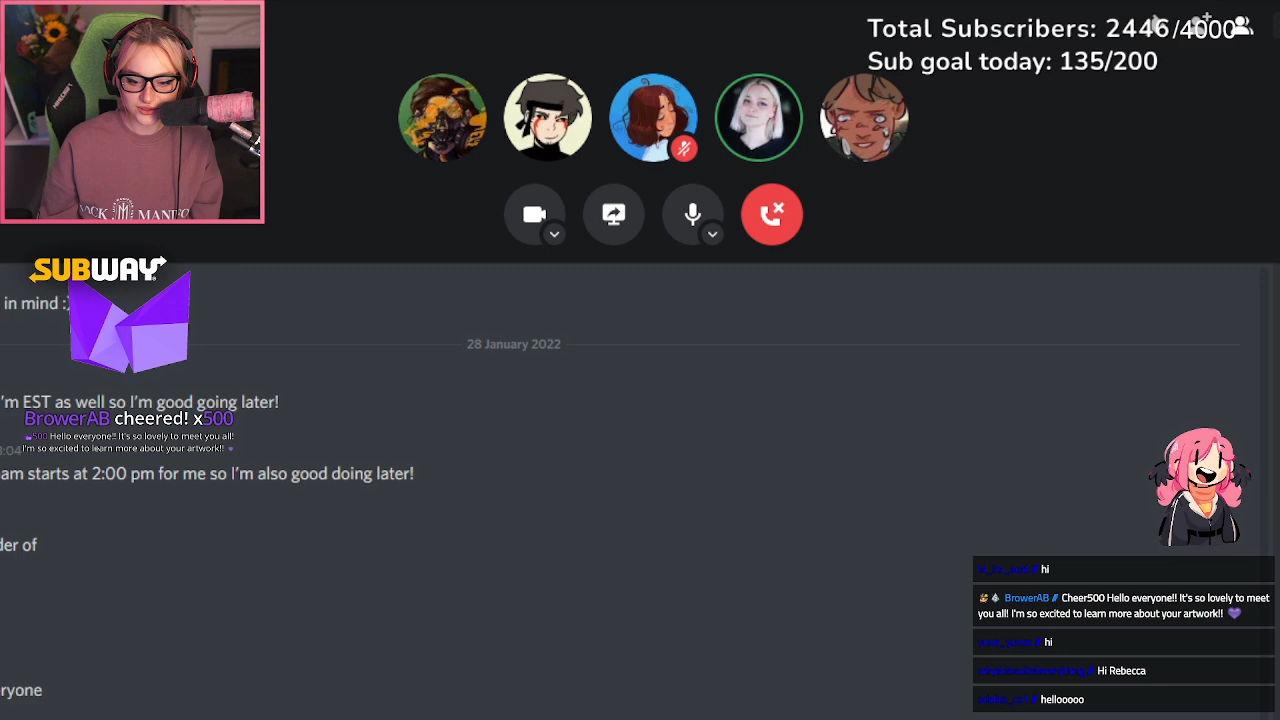 Total Subscribers: 2446/4000
Sub goal today: 135/200
MINECRAFT
SUBWAY
in mind :)
28 January 2022
'm EST as well so I'm good going later!
BrowerAB cheered! x500
500 Hello everyone!! It's so lovely to meet you all!
I'm so excited to learn more about your artwork!!
3:04
am starts at 2:00 pm for me so I'm also good doing later!
der of
ryone
hi
BrowerAB // Cheer500 Hello everyone!! It's so lovely to meet
you all! I'm so excited to learn more about your artwork!!
hi
Hi Rebecca
hellooooo